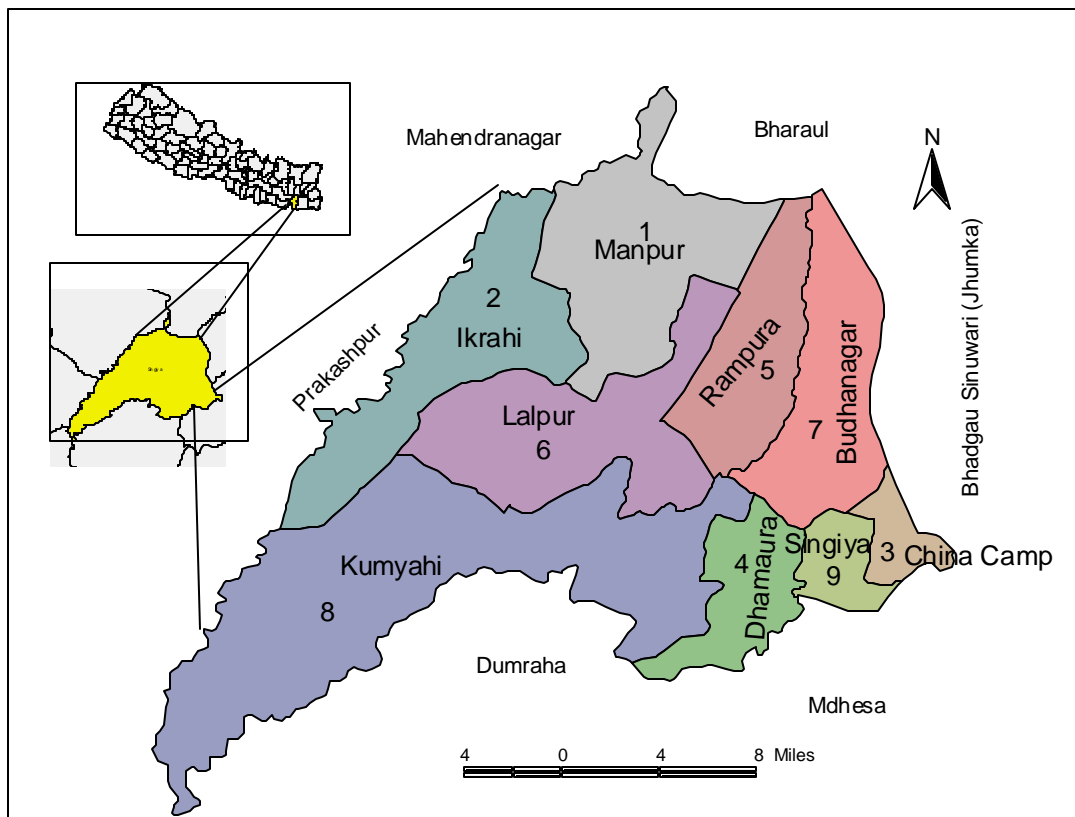 Mahendranagar
Bharaul
N
1
Manpur
2
Ikrahi
Prakashpur
Rampura
5
Bhadgau Sinuwari (Jhumka)
Lalpur
6
7
Budhanagar
Kumyahi
8
4
Dhamaura
Singiya
9
3
China Camp
Dumraha
Mdhesa
4 0 4 8 Miles